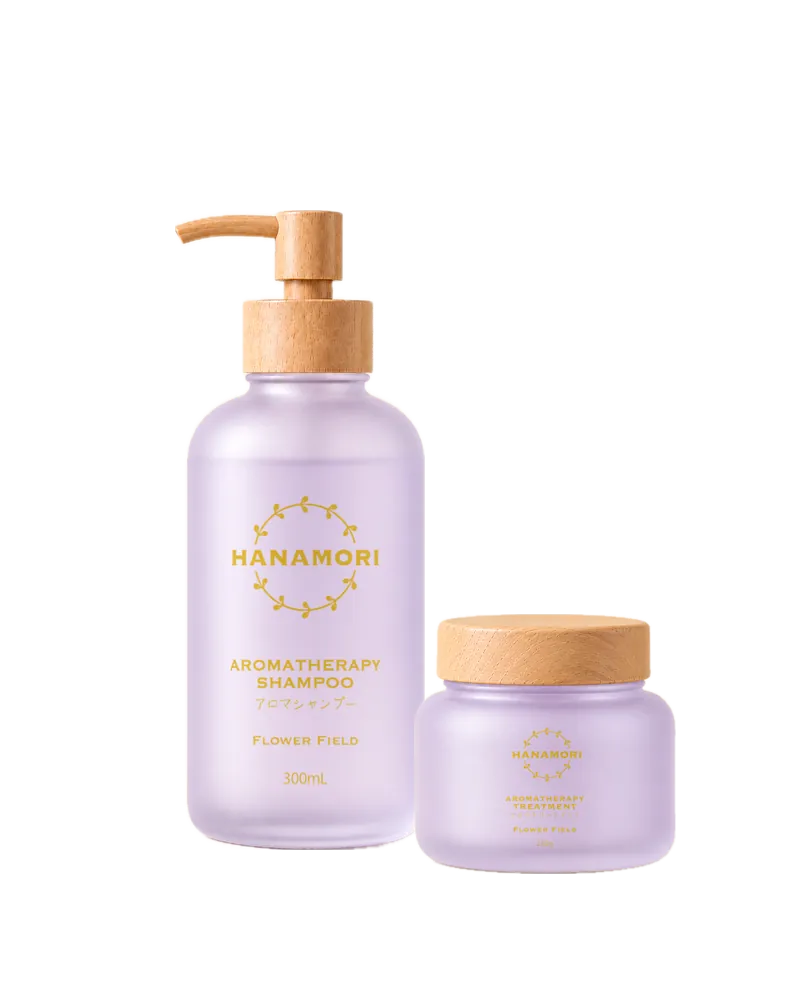 HANAMORI
AROMATHERAPY
SHAMPOO
アロマシャンプー
FLOWER FIELD
300mL
HANAMORI
AROMATHERAPY
TREATMENT
FLOWER FIELD